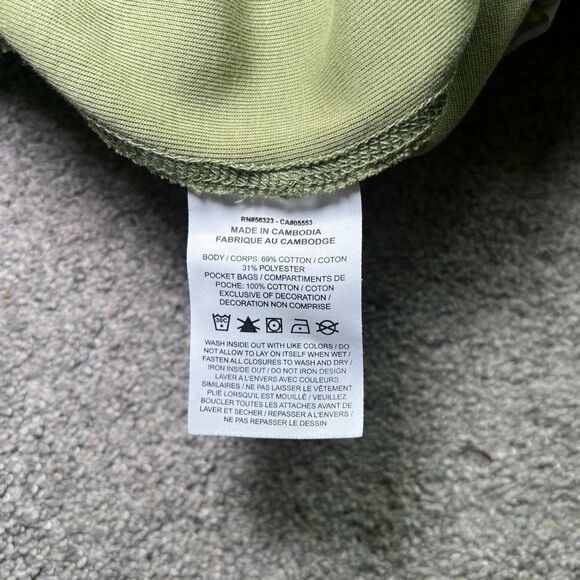 RN#56323 - CA#05553
MADE IN CAMBODIA
FABRIQUE AU CAMBODGE
BODY / CORPS: 69% COTTON / COTON
31% POLYESTER
POCKET BAGS / COMPARTIMENTS DE
POCHE: 100% COTTON / COTON
EXCLUSIVE OF DECORATION /
DECORATION NON COMPRISE
30C
WASH INSIDE OUT WITH LIKE COLORS / DO
NOT ALLOW TO LAY ON ITSELF WHEN WET /
FASTEN ALL CLOSURES TO WASH AND DRY /
IRON INSIDE OUT / DO NOT IRON DESIGN
LAVER À L'ENVERS AVEC COULEURS
SIMILAIRES / NE PAS LAISSER LE VÊTEMENT
PLIÉ LORSQU'IL EST MOUILLÉ / VEUILLEZ
BOUCLER TOUTES LES ATTACHES AVANT DE
LAVER ET SECHER / REPASSER A L'ENVERS /
NE PAS REPASSER LE DESSIN